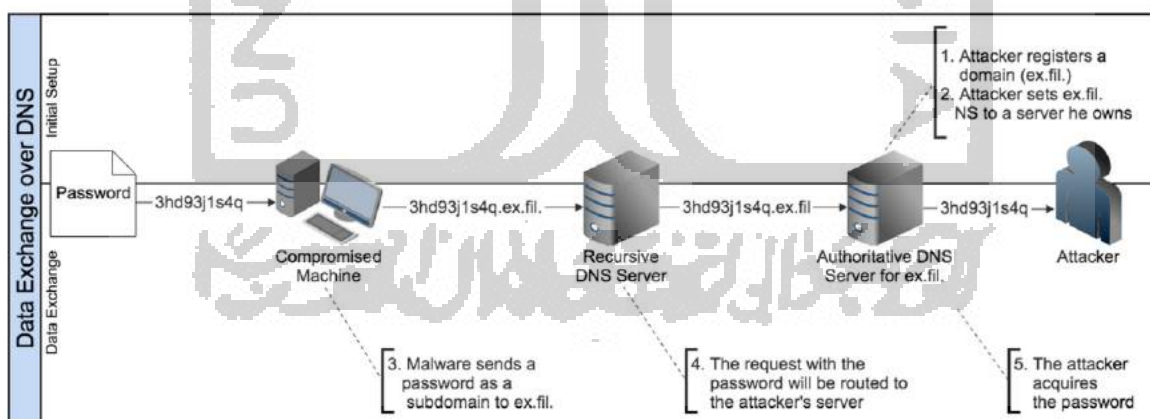 Data Exchange over DNS
Initial Setup
Data Exchange
1. Attacker registers a
domain (ex.fil.)
2. Attacker sets ex.fil.
NS to a server he owns
Password
3hd93j1s4q
3hd93j1s4q.ex.fil.
3hd93j1s4q.ex.fil
3hd93j1s4q
Compromised
Machine
Recursive
DNS Server
Authoritative DNS
Server for ex.fil.
Attacker
3. Malware sends a
password as a
subdomain to ex.fil.
4. The request with the
password will be routed to
the attacker's server
5. The attacker
acquires
the password